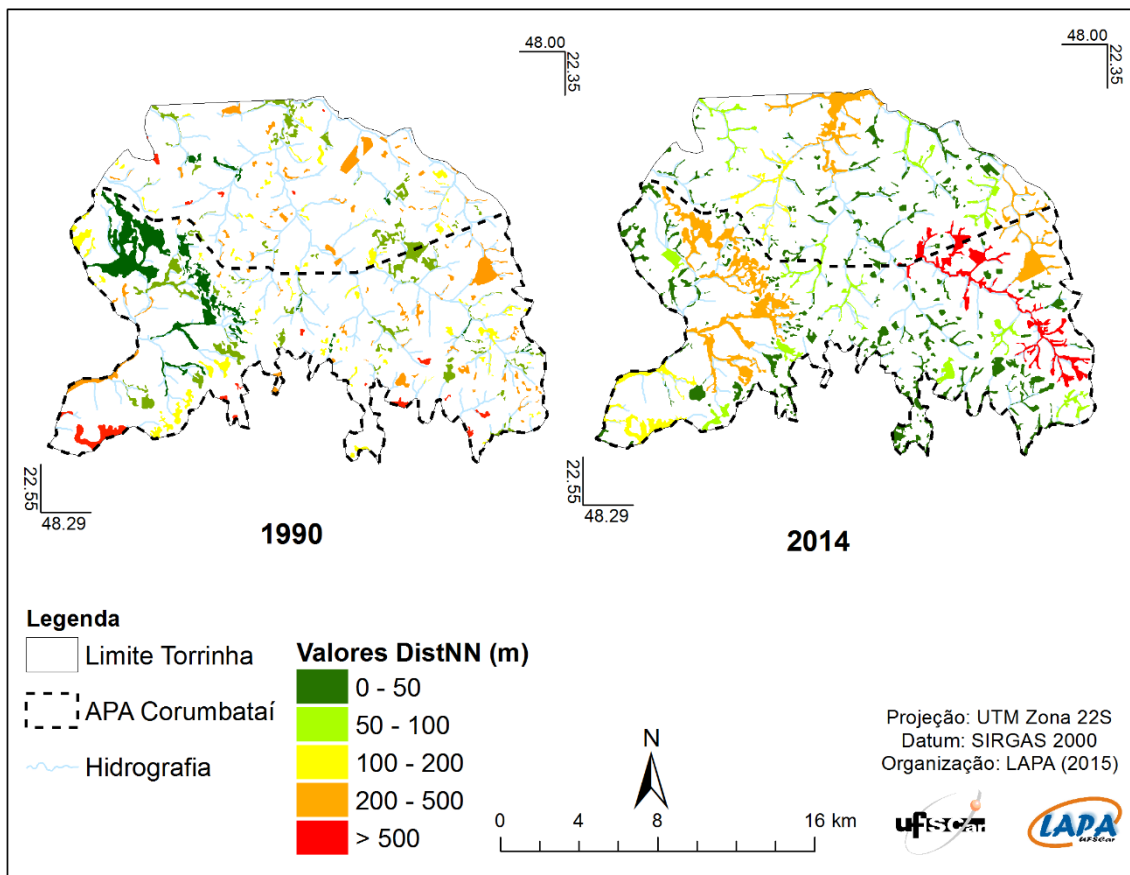 48.00
22.35
48.00
22.35
22.55
48.29
1990
22.55
48.29
2014
Legenda
Limite Torrinha
APA Corumbataí
Hidrografia
Valores DistNN (m)
0 - 50
50 - 100
100 - 200
200 - 500
> 500
N
0 4 8 16 km
Projeção: UTM Zona 22S
Datum: SIRGAS 2000
Organização: LAPA (2015)
ufscar
LAPA
UFSCar